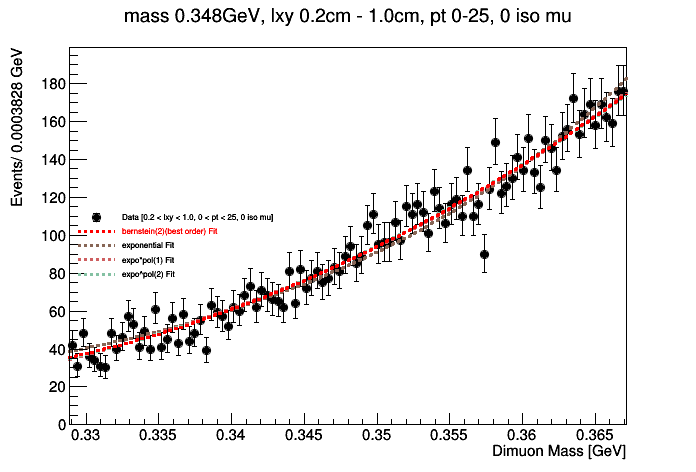 mass 0.348GeV, lxy 0.2cm - 1.0cm, pt 0-25, 0 iso mu
Events/ 0.0003828 GeV
180
160
140
120
100
80
60
40
20
0
Data [0.2 < lxy < 1.0, 0 < pt < 25, 0 iso mu]
bernstein(2)(best order) Fit
exponential Fit
expo*pol(1) Fit
expo*pol(2) Fit
0.33 0.335 0.34 0.345 0.35 0.355 0.36 0.365
Dimuon Mass [GeV]